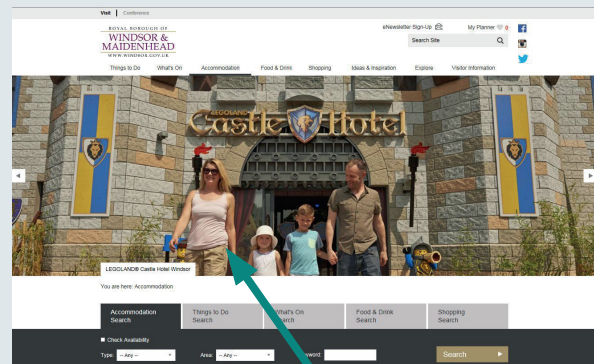 Visit | Conference
ROYAL BOROUGH OF
WINDSOR &
MAIDENHEAD
WWW.WINDSOR.GOV.UK
eNewsletter Sign-Up
My Planner 0
Search Site
Things to Do What's On Accommodation Food & Drink Shopping Ideas & Inspiration Explore Visitor Information
LEGOLAND
Castle Hotel
LEGOLAND® Castle Hotel Windsor
You are here: Accommodation
Accommodation Search
Things to Do Search
What's On Search
Food & Drink Search
Shopping Search
Check Availability
Type: -- Any --
Area: -- Any --
Search